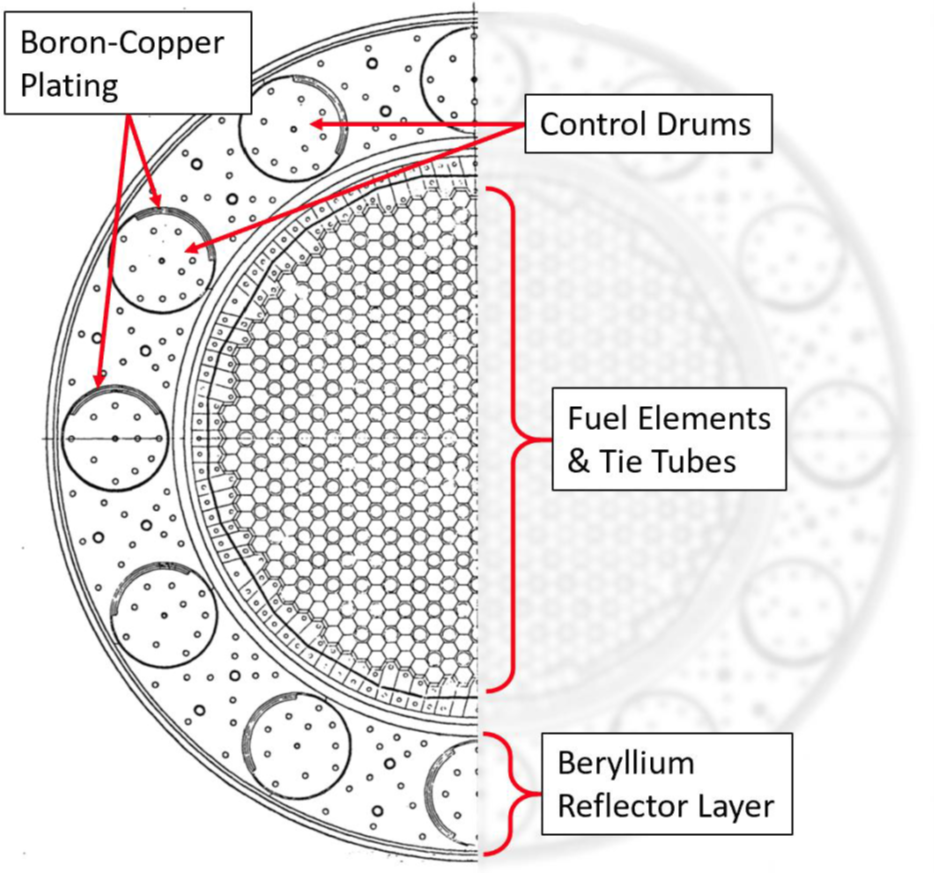 Boron-Copper
Plating
Control Drums
Fuel Elements
& Tie Tubes
Beryllium
Reflector Layer